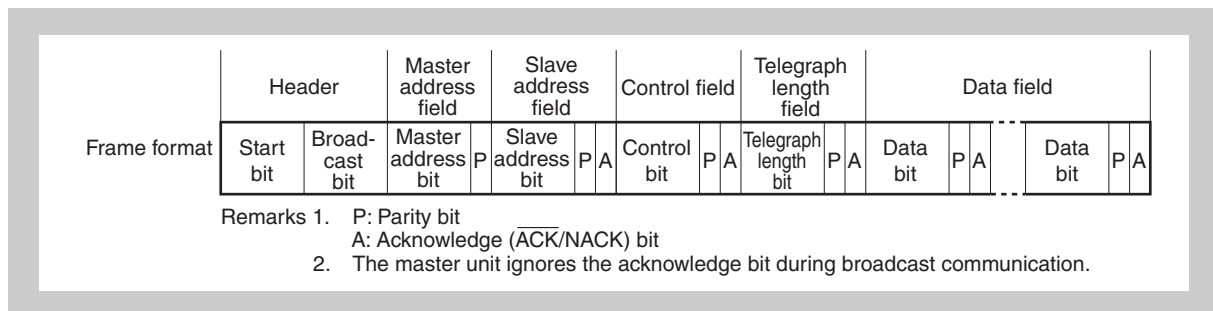 Header
Master address field
Slave address field
Control field
Telegraph length field
Data field
Frame format
Start bit
Broad-cast bit
Master address bit
P
Slave address bit
P
A
Control bit
P
A
Telegraph length bit
P
A
Data bit
P
A
Data bit
P
A
Remarks 1. P: Parity bit
A: Acknowledge (A̅C̅K̅/NACK) bit
2. The master unit ignores the acknowledge bit during broadcast communication.